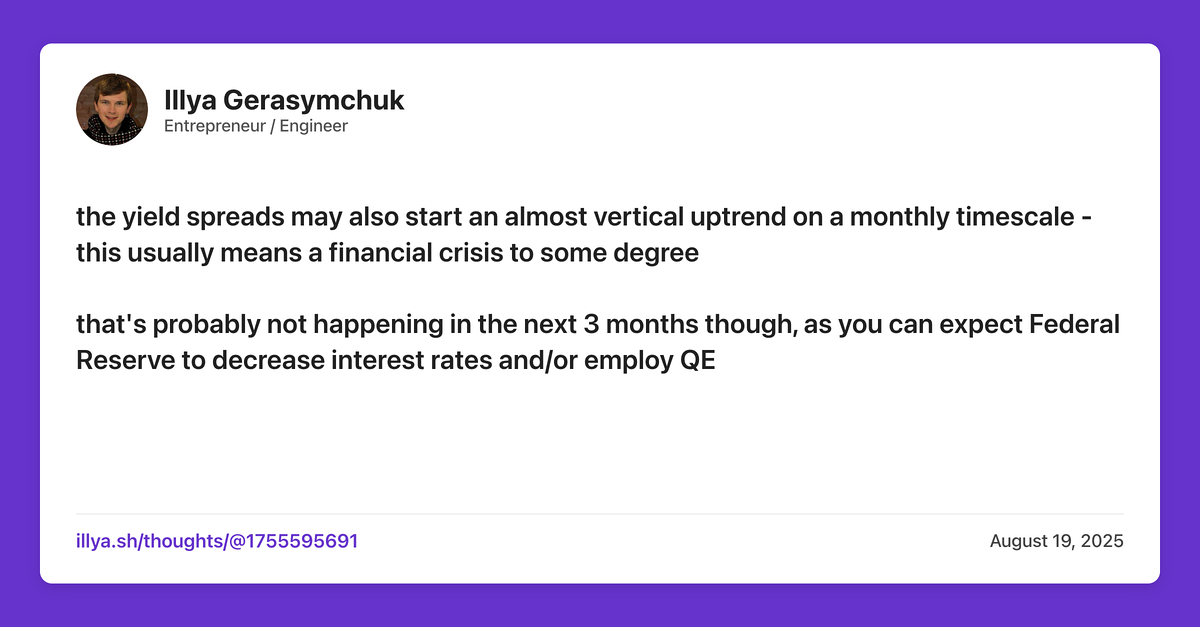 Illya Gerasymchuk
Entrepreneur / Engineer
the yield spreads may also start an almost vertical uptrend on a monthly timescale -
this usually means a financial crisis to some degree
that's probably not happening in the next 3 months though, as you can expect Federal
Reserve to decrease interest rates and/or employ QE
illya.sh/thoughts/@1755595691
August 19, 2025